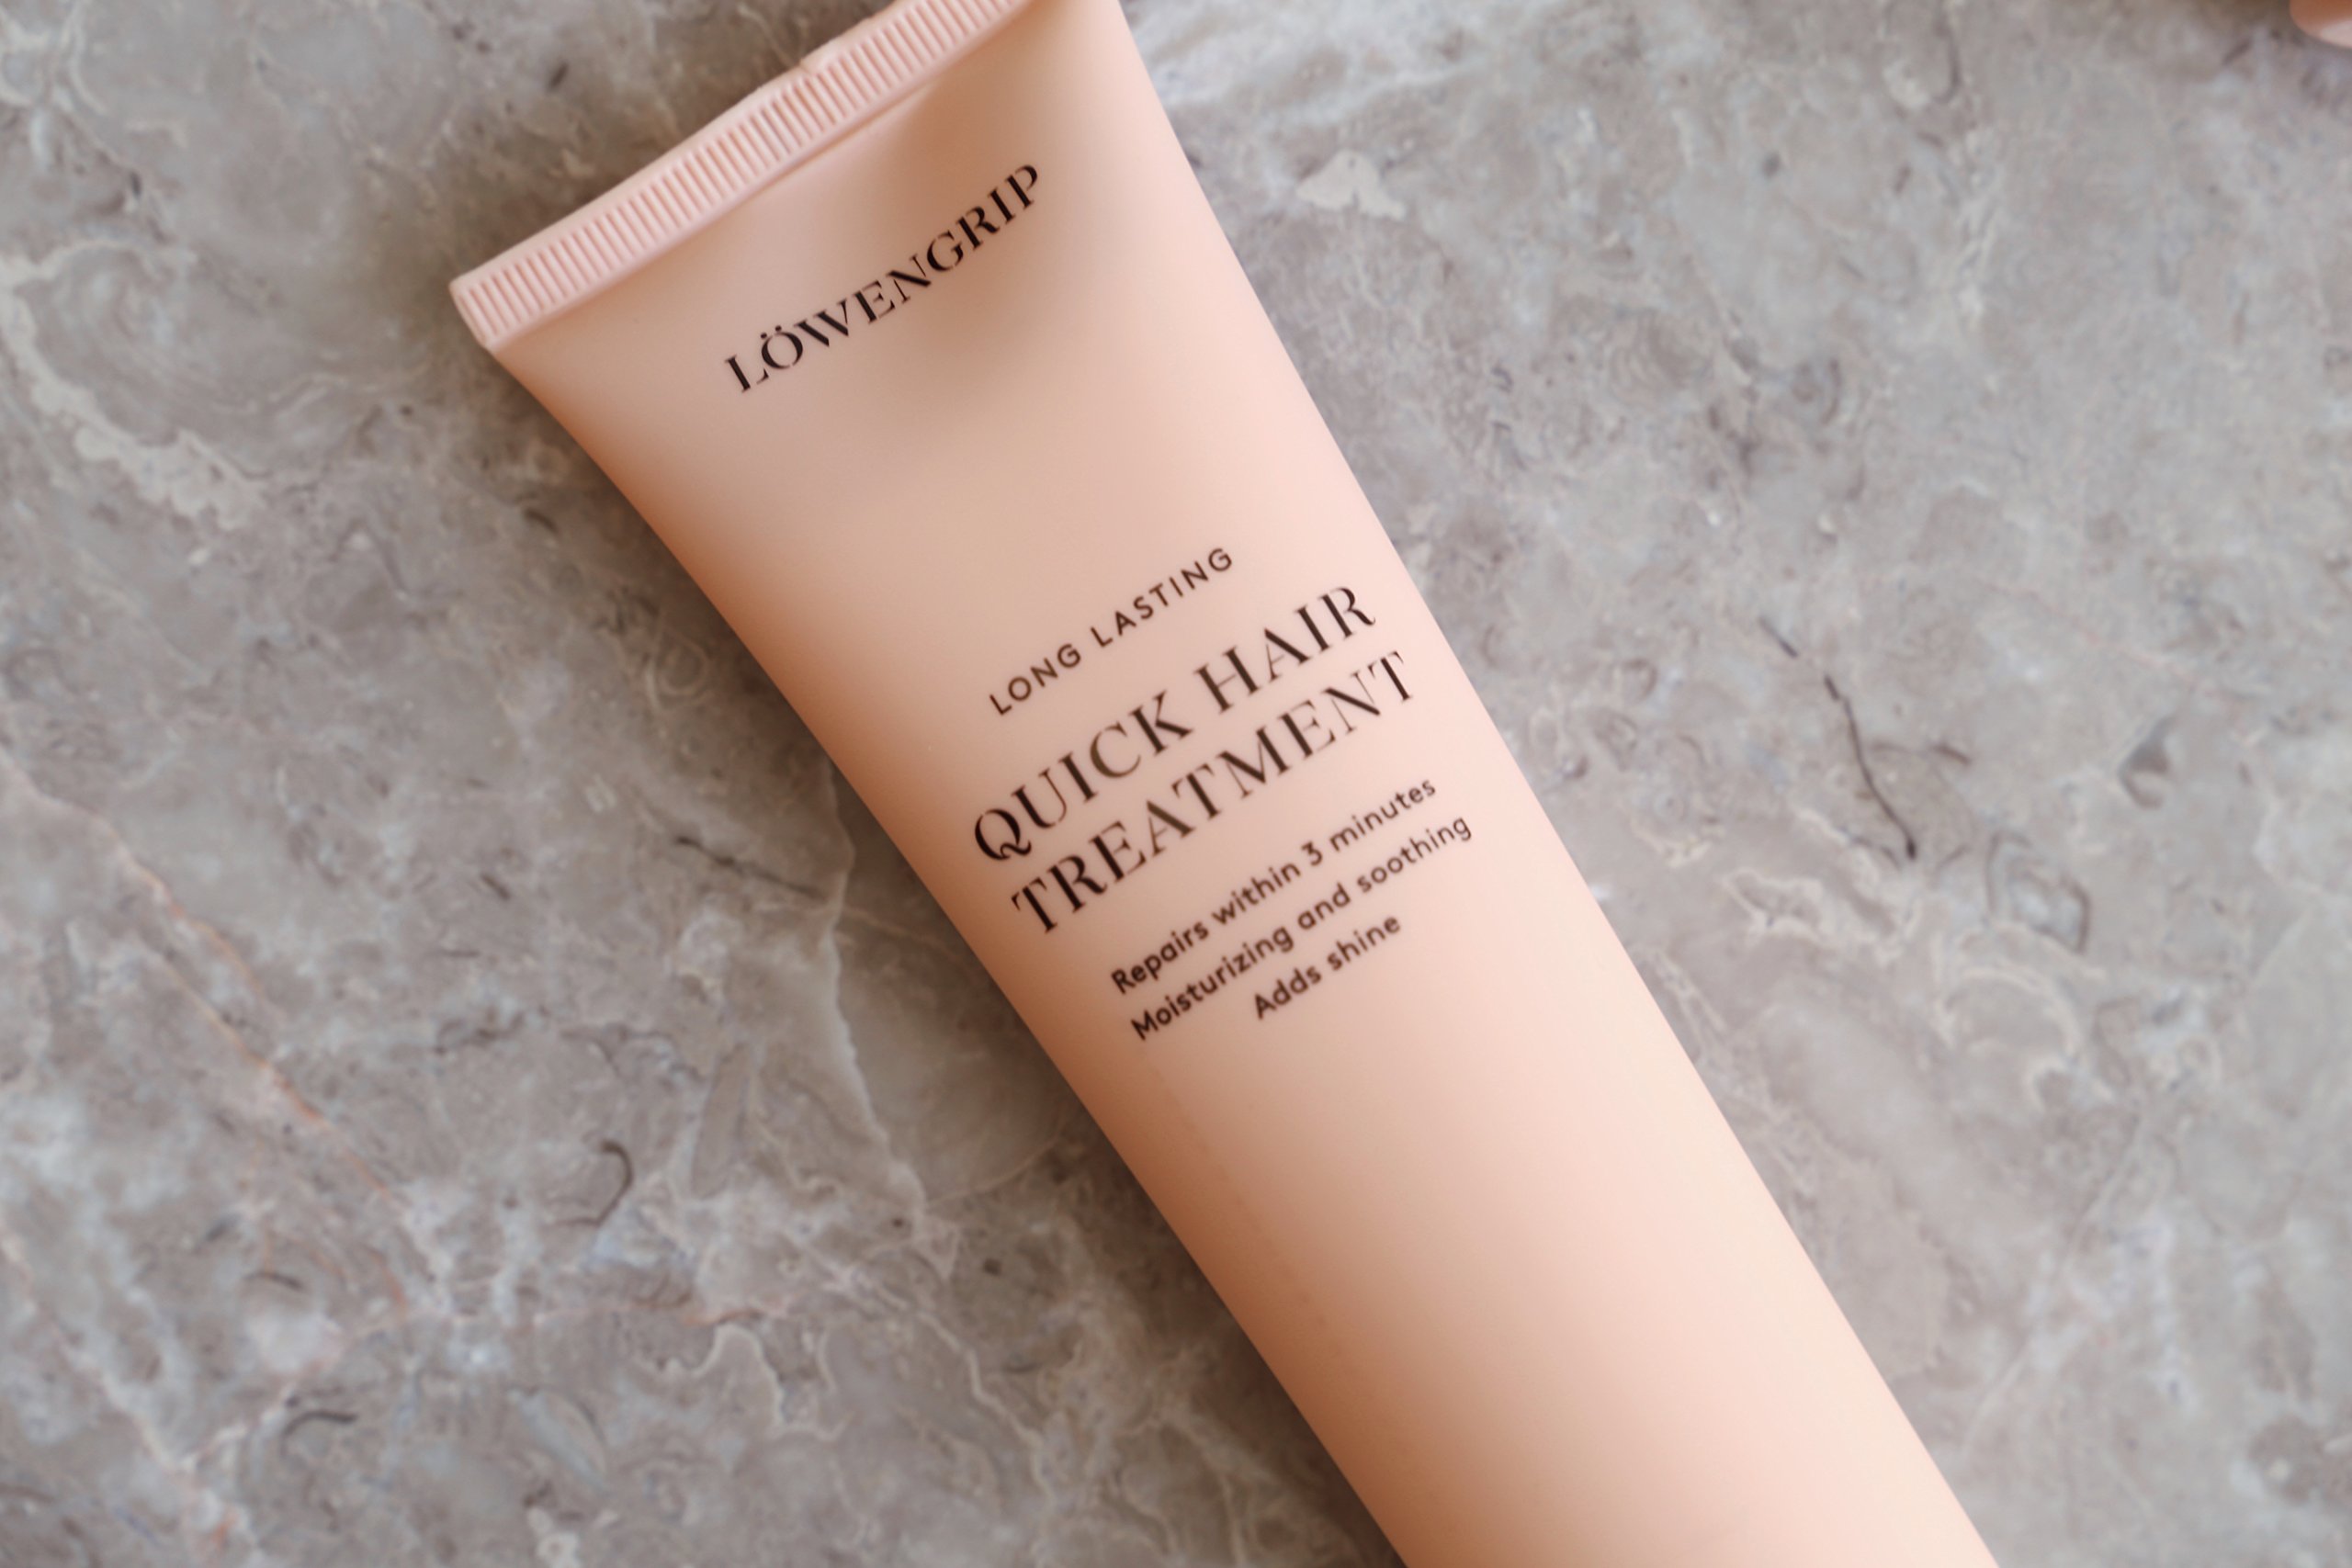 LÖWENGRIP
LONG LASTING
QUICK HAIR
TREATMENT
Repairs within 3 minutes
Moisturizing and soothing
Adds shine